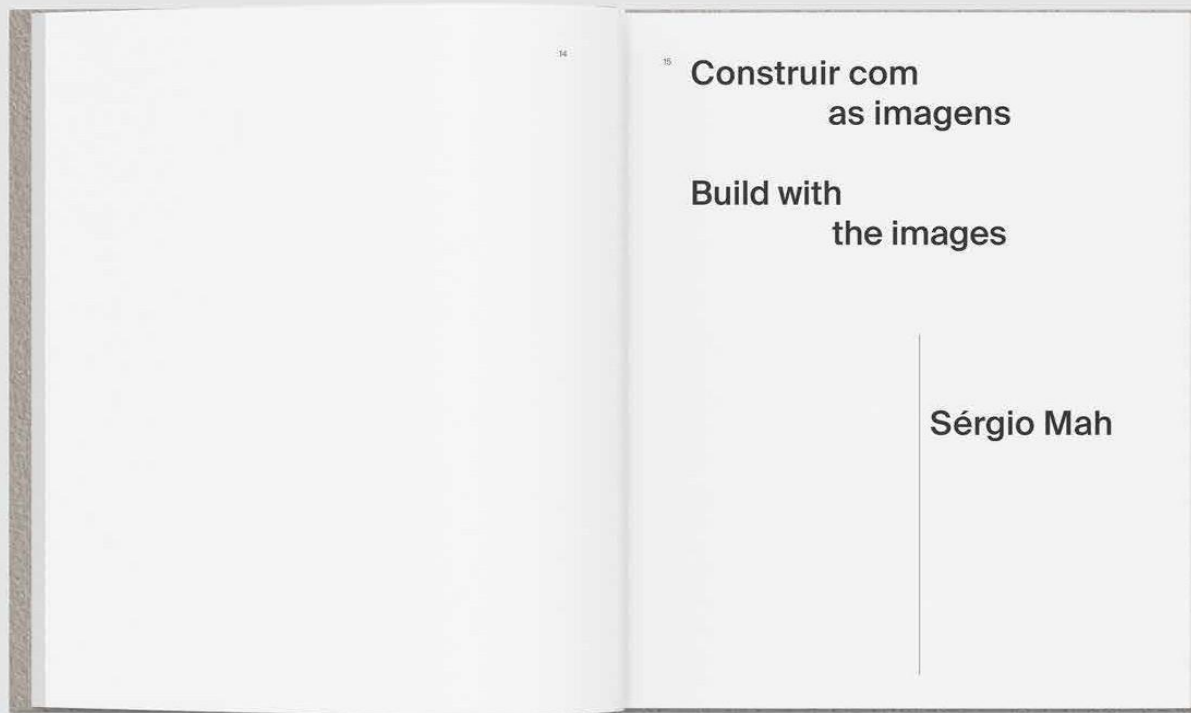 14
15
Construir com
as imagens
Build with
the images
Sérgio Mah